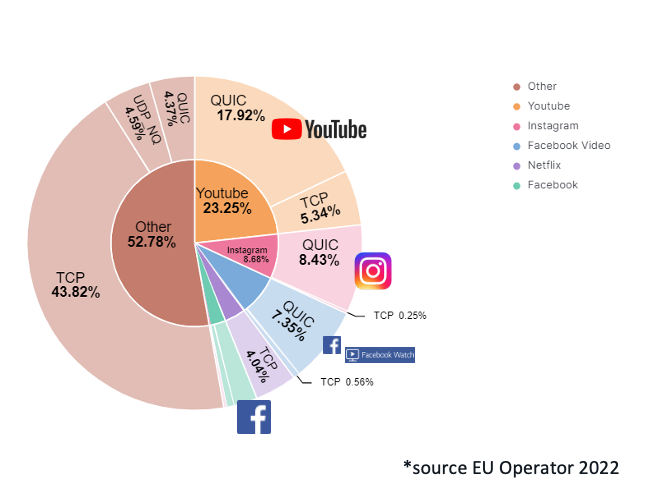 Other
Youtube
Instagram
Facebook Video
Netflix
Facebook
QUIC
17.92%
YouTube
TCP
5.34%
QUIC
8.43%
TCP 0.25%
QUIC
7.35%
Facebook Watch
TCP 0.56%
TCP
4.04%
TCP
43.82%
UDP_NQ
4.59%
QUIC
4.37%
Youtube
23.25%
Instagram
8.68%
Other
52.78%
*source EU Operator 2022